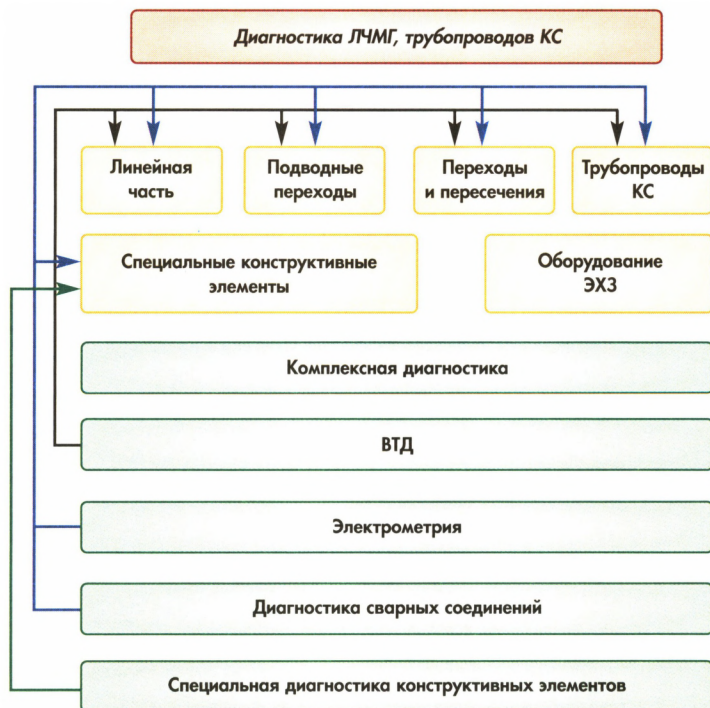 Диагностика ЛЧМГ, трубопроводов КС
Линейная
часть
Подводные
переходы
Переходы
и пересечения
Трубопроводы
КС
Специальные конструктивные
элементы
Оборудование
ЭХЗ
Комплексная диагностика
ВТД
Электрометрия
Диагностика сварных соединений
Специальная диагностика конструктивных элементов